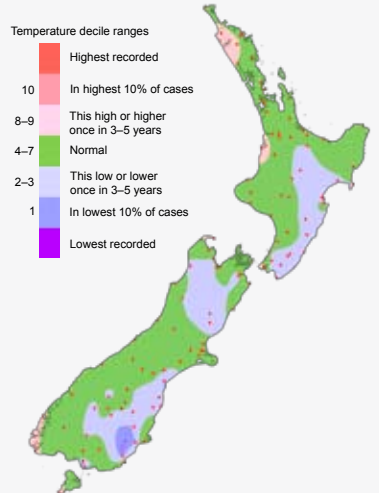 Temperature decile ranges
Highest recorded
10 In highest 10% of cases
8–9 This high or higher
once in 3–5 years
4–7 Normal
2–3 This low or lower
once in 3–5 years
1 In lowest 10% of cases
Lowest recorded